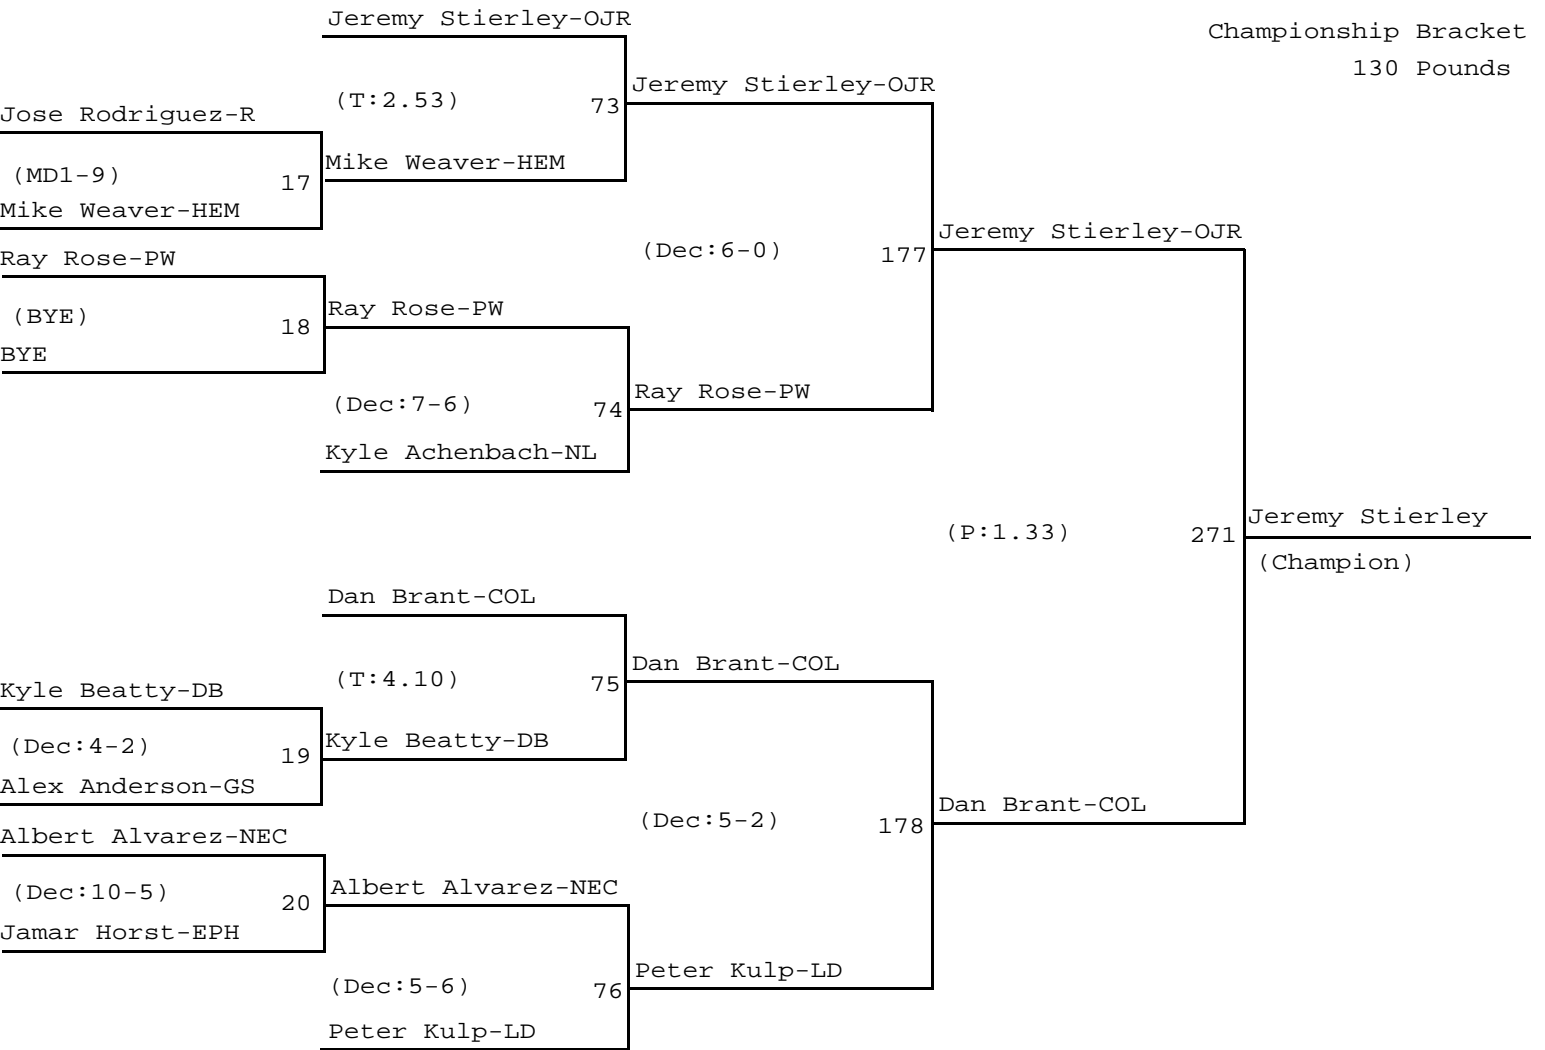 Jeremy Stierley-OJR
Championship Bracket
130 Pounds
(T:2.53)
73
Jeremy Stierley-OJR
Jose Rodriguez-R
(MD1-9)
17
Mike Weaver-HEM
Mike Weaver-HEM
Ray Rose-PW
(Dec:6-0)
177
Jeremy Stierley-OJR
(BYE)
18
Ray Rose-PW
BYE
(Dec:7-6)
74
Ray Rose-PW
Kyle Achenbach-NL
(P:1.33)
271
Jeremy Stierley
(Champion)
Dan Brant-COL
(T:4.10)
75
Dan Brant-COL
Kyle Beatty-DB
(Dec:4-2)
19
Kyle Beatty-DB
Alex Anderson-GS
(Dec:5-2)
178
Dan Brant-COL
Albert Alvarez-NEC
(Dec:10-5)
20
Albert Alvarez-NEC
Jamar Horst-EPH
(Dec:5-6)
76
Peter Kulp-LD
Peter Kulp-LD